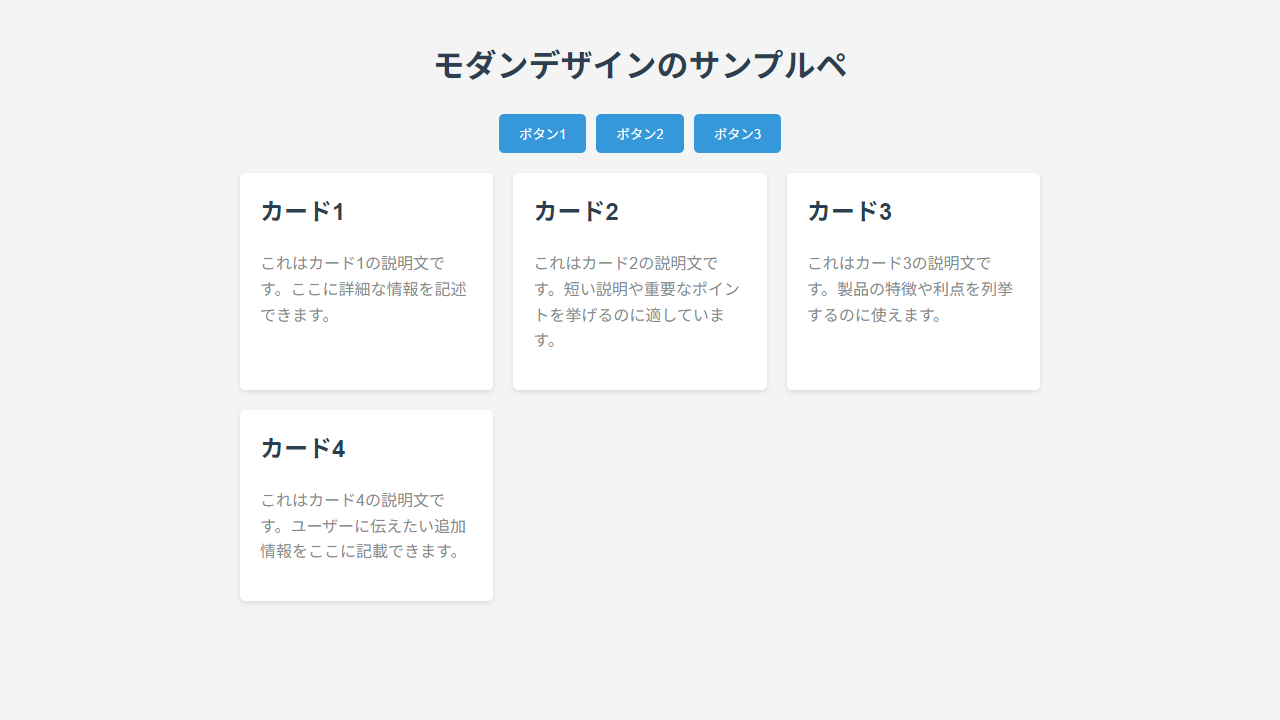 モダンデザインのサンプルペ
ボタン1 ボタン2 ボタン3
カード1
これはカード1の説明文で
す。ここに詳細な情報を記述
できます。
カード2
これはカード2の説明文で
す。短い説明や重要なポイン
トを挙げるのに適していま
す。
カード3
これはカード3の説明文で
す。製品の特徴や利点を列挙
するのに使えます。
カード4
これはカード4の説明文で
す。ユーザーに伝えたい追加
情報をここに記載できます。